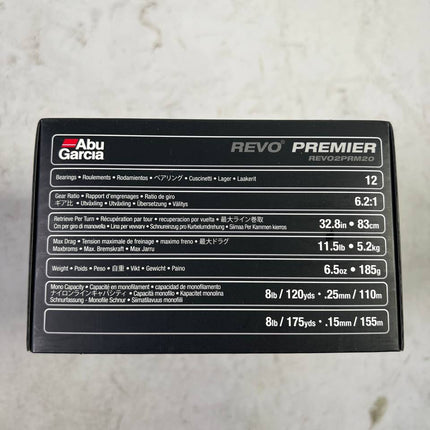 Abu
Garcia
REVO® PREMIER
REVO2PRM20
Bearings • Roulements • Rodamientos • ベアリング • Cuscinetti • Lager • Laakerit
12
Gear Ratio • Rapport d'engrenages • Ratio de giro
ギア比 • Utväxling • Utväxling • Übersetzung • Välitys
6.2:1
Retrieve Per Turn • Récupération par tour • recuperacion por vuelta • 最大ライン巻取
Cm per giro di manovella • Lina per vevvarv • Schnureinzug pro Kurbelumdrehung • Siimaa Per Kammen kierros
32.8in • 83cm
Max Drag • Tension maximale de freinage • maximo freno • 最大ドラグ
Maxbroms • Max. Bremskraft • Max Jarru
11.5lb • 5.2kg
Weight • Poids • Peso • 自重 • Vikt • Gewicht • Paino
6.5oz • 185g
Mono Capacity • Capacité en monofilament • capacidad de monofilamento
ナイロンラインキャパシティ • Capacità monofilo • Kapacitet monolina
Schnurfassung - Monofile Schnur • Siimatilavuus monofiili
8lb / 120yds • .25mm / 110m
8lb / 175yds • .15mm / 155m